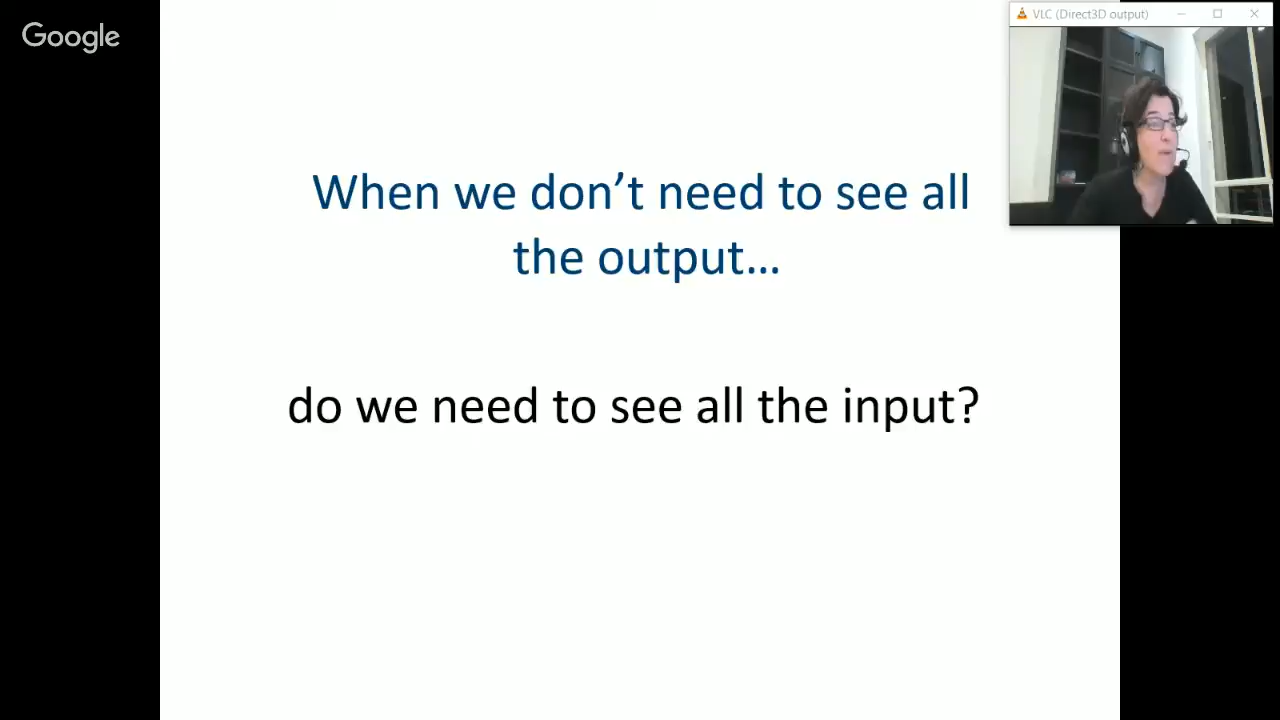 Google
VLC (Direct3D output)
When we don’t need to see all
the output…
do we need to see all the input?